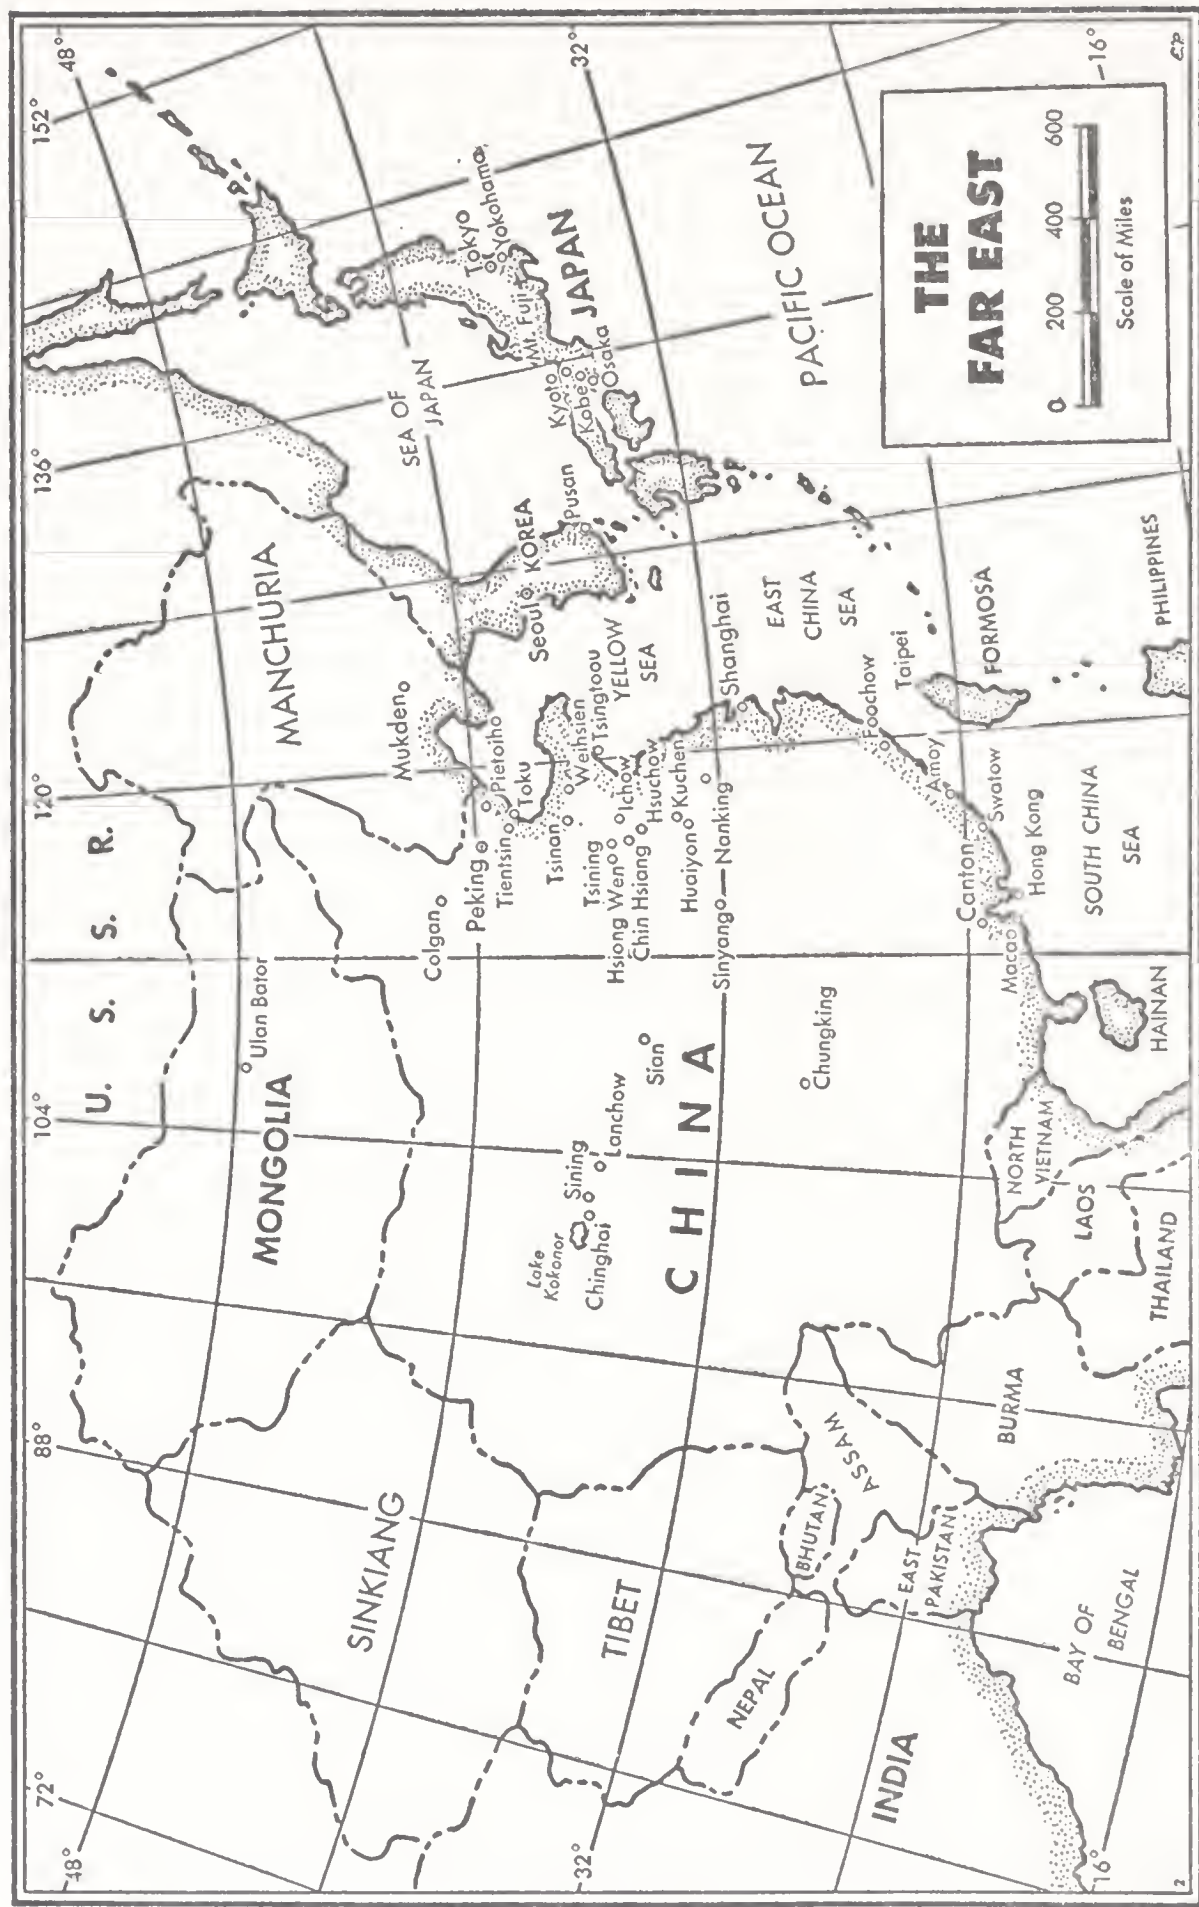 THE
FAR EAST
0 200 400 600
Scale of Miles
72°
88°
104°
120°
136°
152°
48°
48°
32°
32°
16°
16°
U. S. S. R.
SINKIANG
MONGOLIA
Ulan Bator
MANCHURIA
Mukden
Colgan
Peking
Tientsin
Pietaiho
Toku
SEA OF
JAPAN
Tokyo
Yokohama
Mt. Fuji
JAPAN
Kyoto
Kobe
Osaka
KOREA
Seoul
Pusan
YELLOW
SEA
Tsinan
Weihsien
Tsingtoou
Tsining
Ichow
Hsiong Wen
Chin Hsiang
Hsuchow
Huaiyon
Kuchen
Sinyang
Nanking
Shanghai
EAST
CHINA
SEA
PACIFIC OCEAN
Lake
Kokonor
Sining
Chinghai
Lanchow
Sian
CHINA
Chungking
TIBET
NEPAL
BHUTAN
ASSAM
EAST
PAKISTAN
INDIA
BAY OF
BENGAL
BURMA
THAILAND
LAOS
NORTH
VIETNAM
HAINAN
Macao
Canton
Hong Kong
Swatow
Amoy
Foochow
Taipei
FORMOSA
SOUTH CHINA
SEA
PHILIPPINES
2